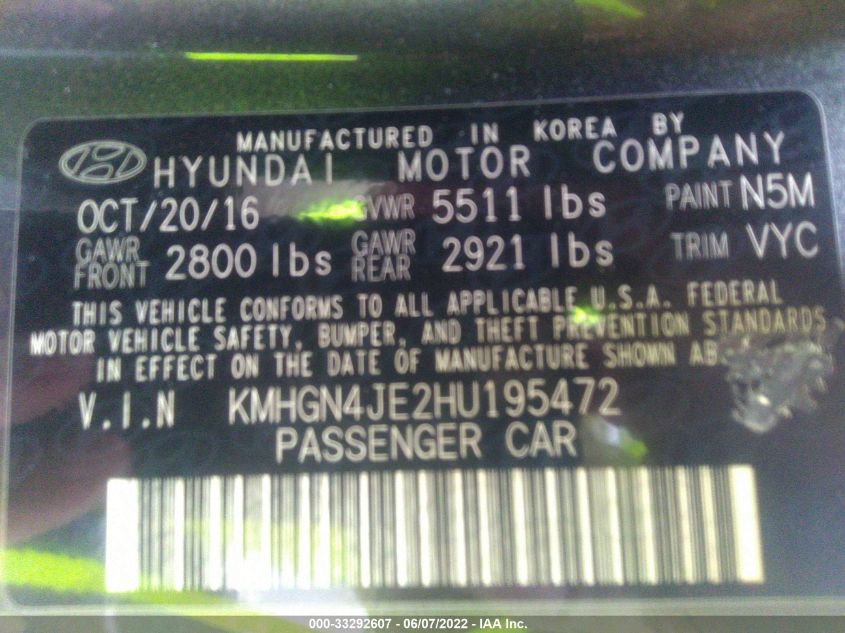 MANUFACTURED IN KOREA BY
HYUNDAI MOTOR COMPANY
OCT/20/16 GVWR 5511 lbs PAINT N5M
GAWR FRONT 2800 lbs GAWR REAR 2921 lbs TRIM VYC
THIS VEHICLE CONFORMS TO ALL APPLICABLE U.S.A. FEDERAL
MOTOR VEHICLE SAFETY, BUMPER, AND THEFT PREVENTION STANDARDS
IN EFFECT ON THE DATE OF MANUFACTURE SHOWN
V.I.N KMHGN4JE2HU195472
PASSENGER CAR
000-33292607 - 06/07/2022 - IAA Inc.